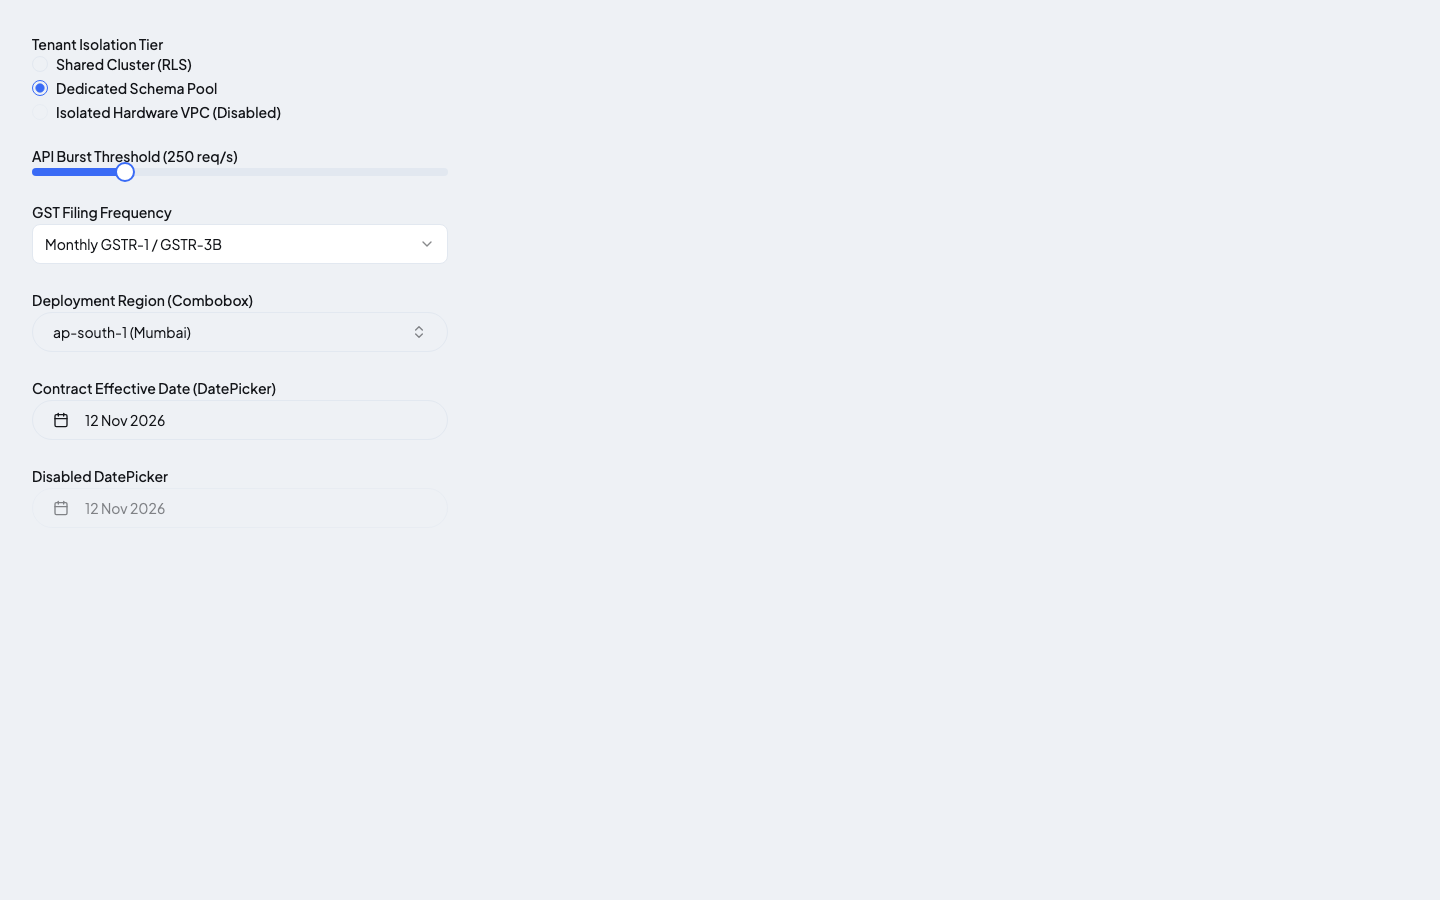 Tenant Isolation Tier
Shared Cluster (RLS)
Dedicated Schema Pool
Isolated Hardware VPC (Disabled)
API Burst Threshold (250 req/s)
GST Filing Frequency
Monthly GSTR-1 / GSTR-3B
Deployment Region (Combobox)
ap-south-1 (Mumbai)
Contract Effective Date (DatePicker)
12 Nov 2026
Disabled DatePicker
12 Nov 2026